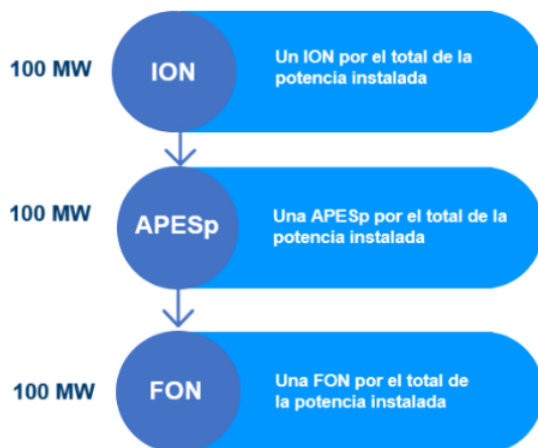 100 MW
ION
Un ION por el total de la
potencia instalada
100 MW
APESp
Una APESp por el total de la
potencia instalada
100 MW
FON
Una FON por el total de
la potencia instalada